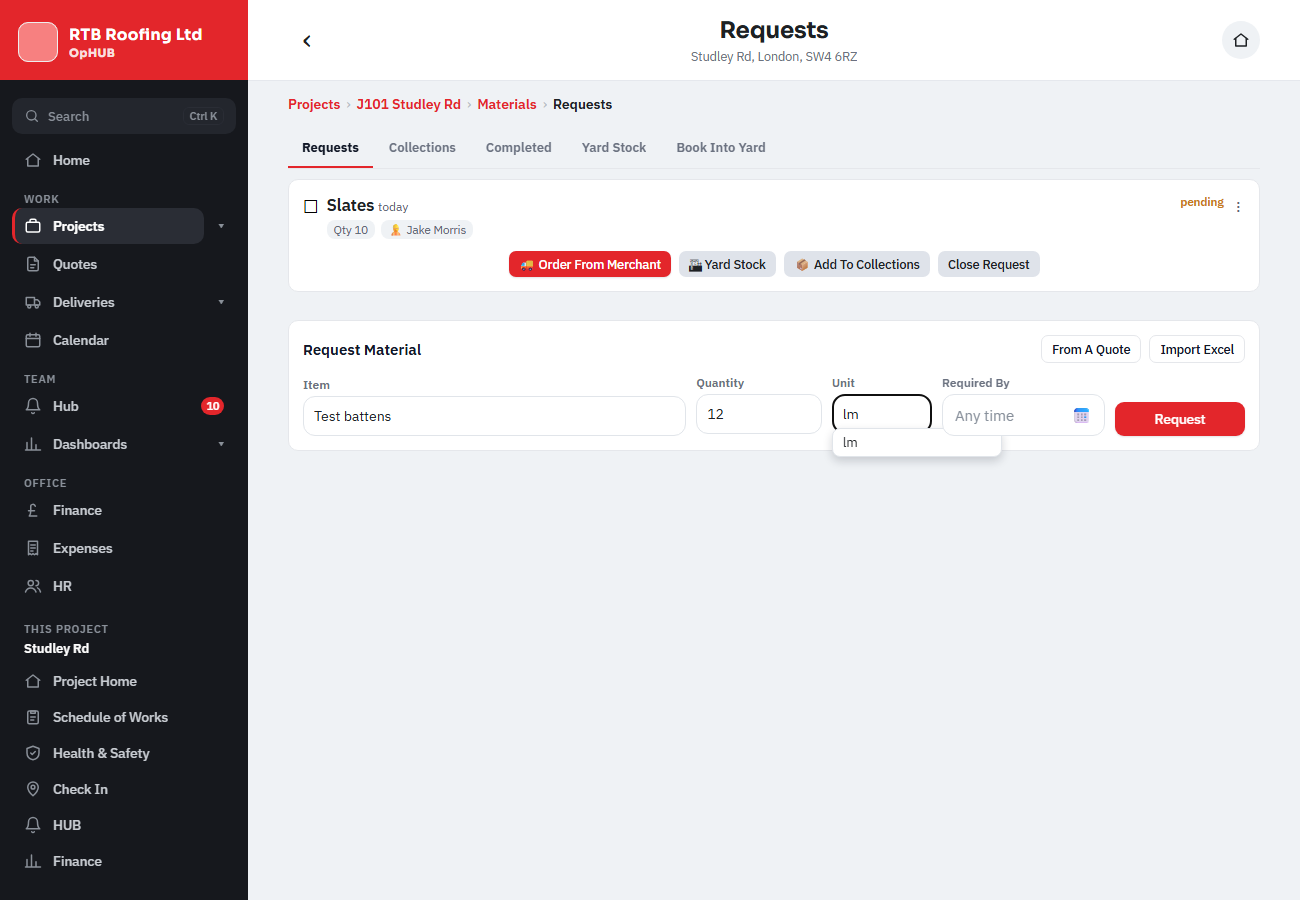 RTB Roofing Ltd
OpHUB
Search Ctrl K
Home
WORK
Projects
Quotes
Deliveries
Calendar
TEAM
Hub 10
Dashboards
OFFICE
Finance
Expenses
HR
THIS PROJECT
Studley Rd
Project Home
Schedule of Works
Health & Safety
Check In
HUB
Finance
Requests
Studley Rd, London, SW4 6RZ
Projects › J101 Studley Rd › Materials › Requests
Requests Collections Completed Yard Stock Book Into Yard
Slates today pending
Qty 10 Jake Morris
Order From Merchant Yard Stock Add To Collections Close Request
Request Material From A Quote Import Excel
Item Quantity Unit Required By
Test battens 12 lm Any time Request
lm